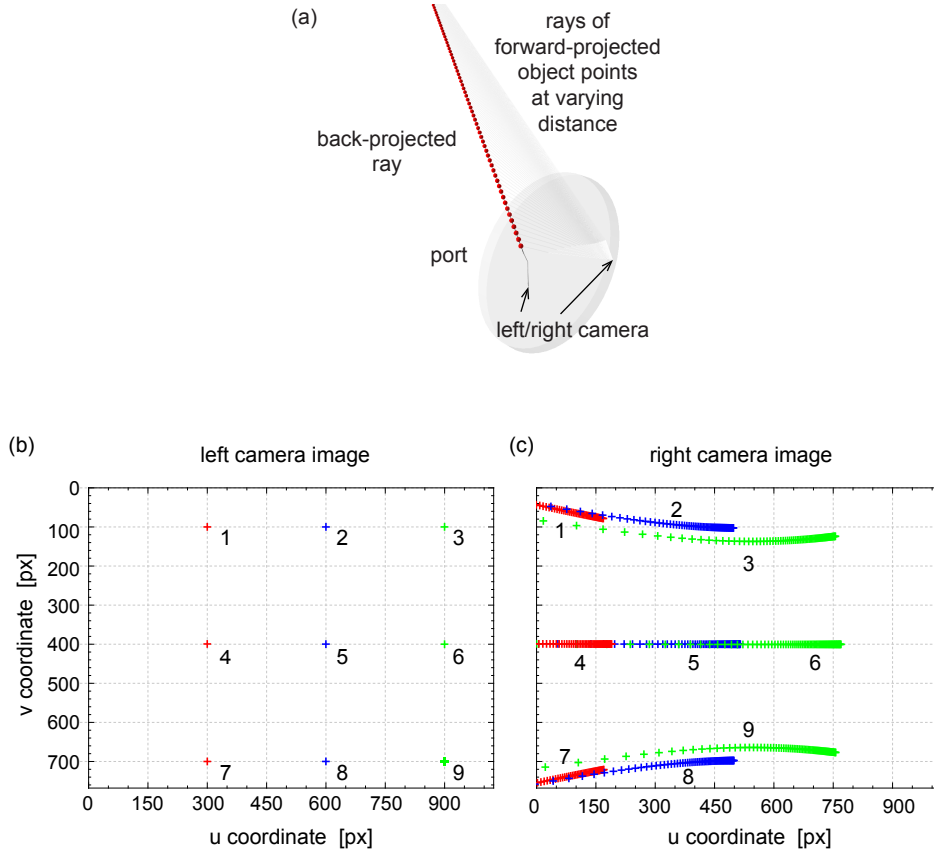 (a)
rays of
forward-projected
object points
at varying
distance
back-projected
ray
port
left/right camera
(b)
left camera image
0
100
200
300
400
500
600
700
0
150
300
450
600
750
900
v coordinate [px]
u coordinate [px]
1
2
3
4
5
6
7
8
9
(c)
right camera image
0
150
300
450
600
750
900
u coordinate [px]
1
2
3
4
5
6
7
8
9